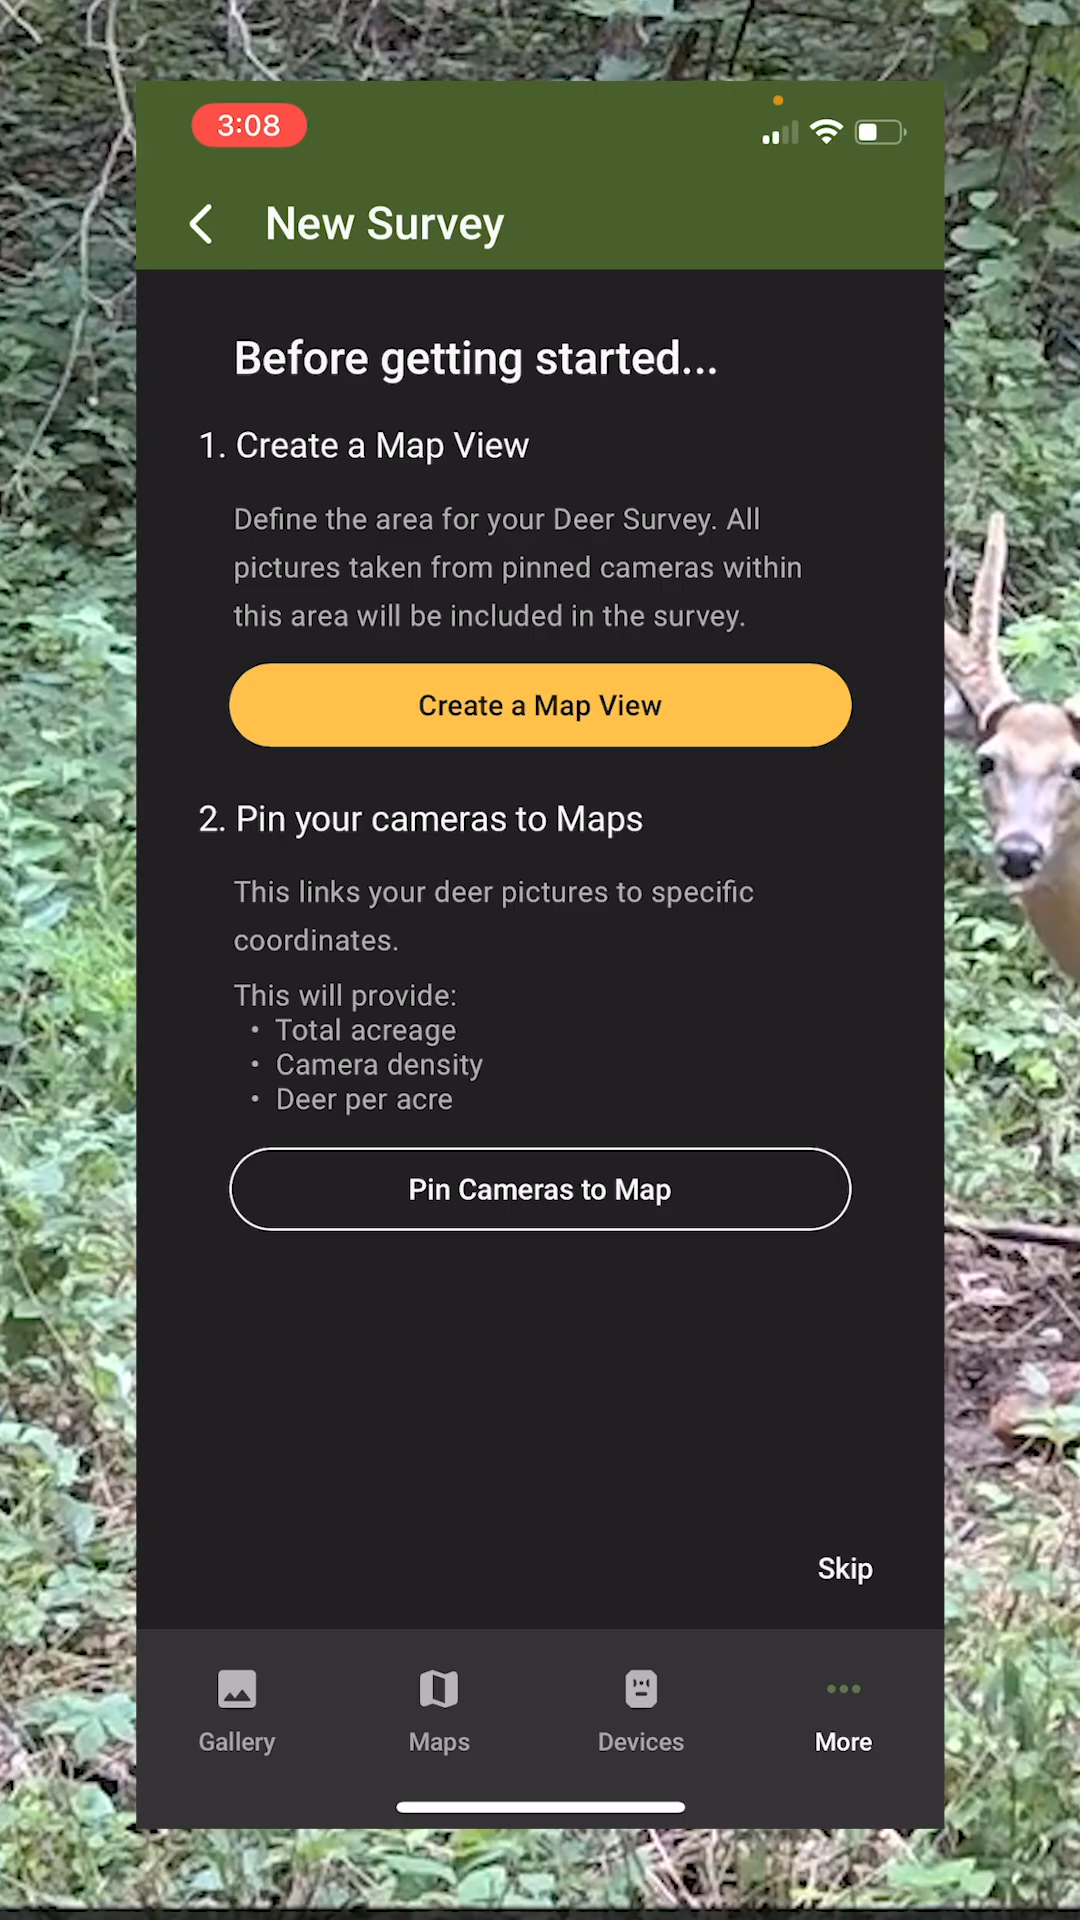 3:08
New Survey
Before getting started...
1. Create a Map View
Define the area for your Deer Survey. All
pictures taken from pinned cameras within
this area will be included in the survey.
Create a Map View
2. Pin your cameras to Maps
This links your deer pictures to specific
coordinates.
This will provide:
• Total acreage
• Camera density
• Deer per acre
Pin Cameras to Map
Skip
Gallery
Maps
Devices
More